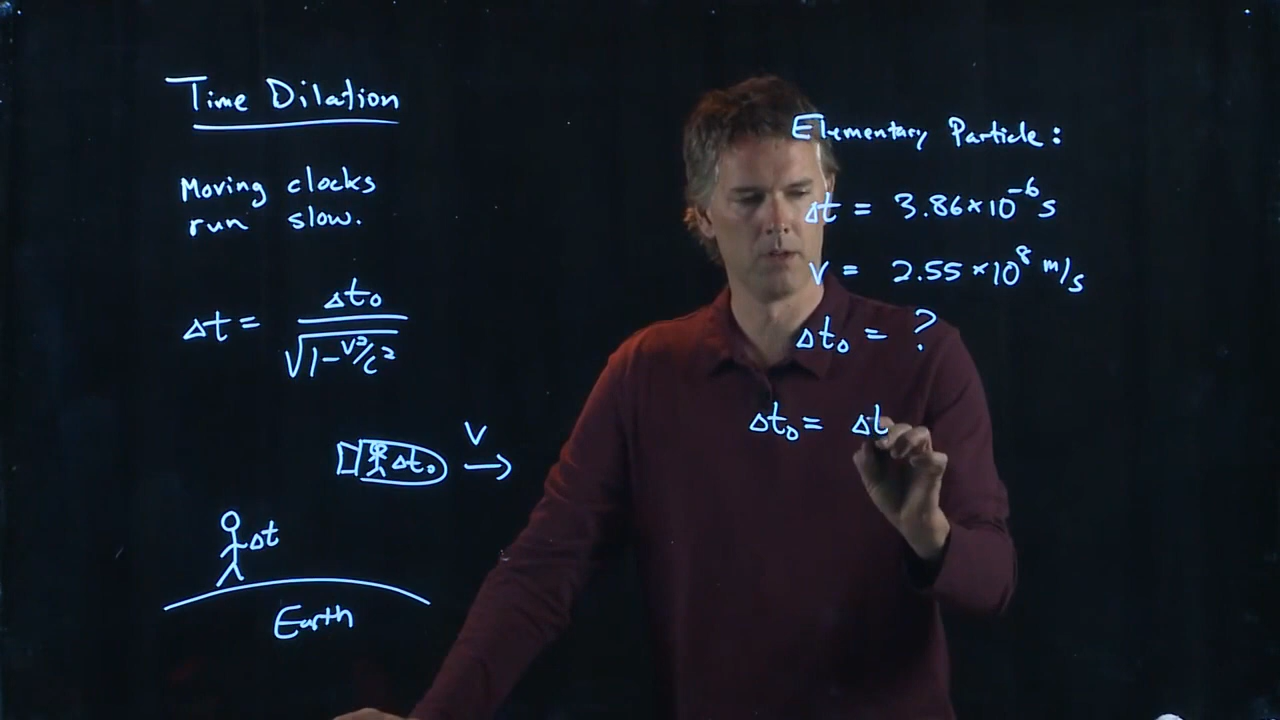 Time Dilation
Moving clocks
run slow.
Δt = Δt₀ / √(1-v²/c²)
Δt₀
V
Δt
Earth
Elementary Particle:
Δt = 3.86×10⁻⁶ s
v = 2.55×10⁸ m/s
Δt₀ = ?
Δt₀ = Δt